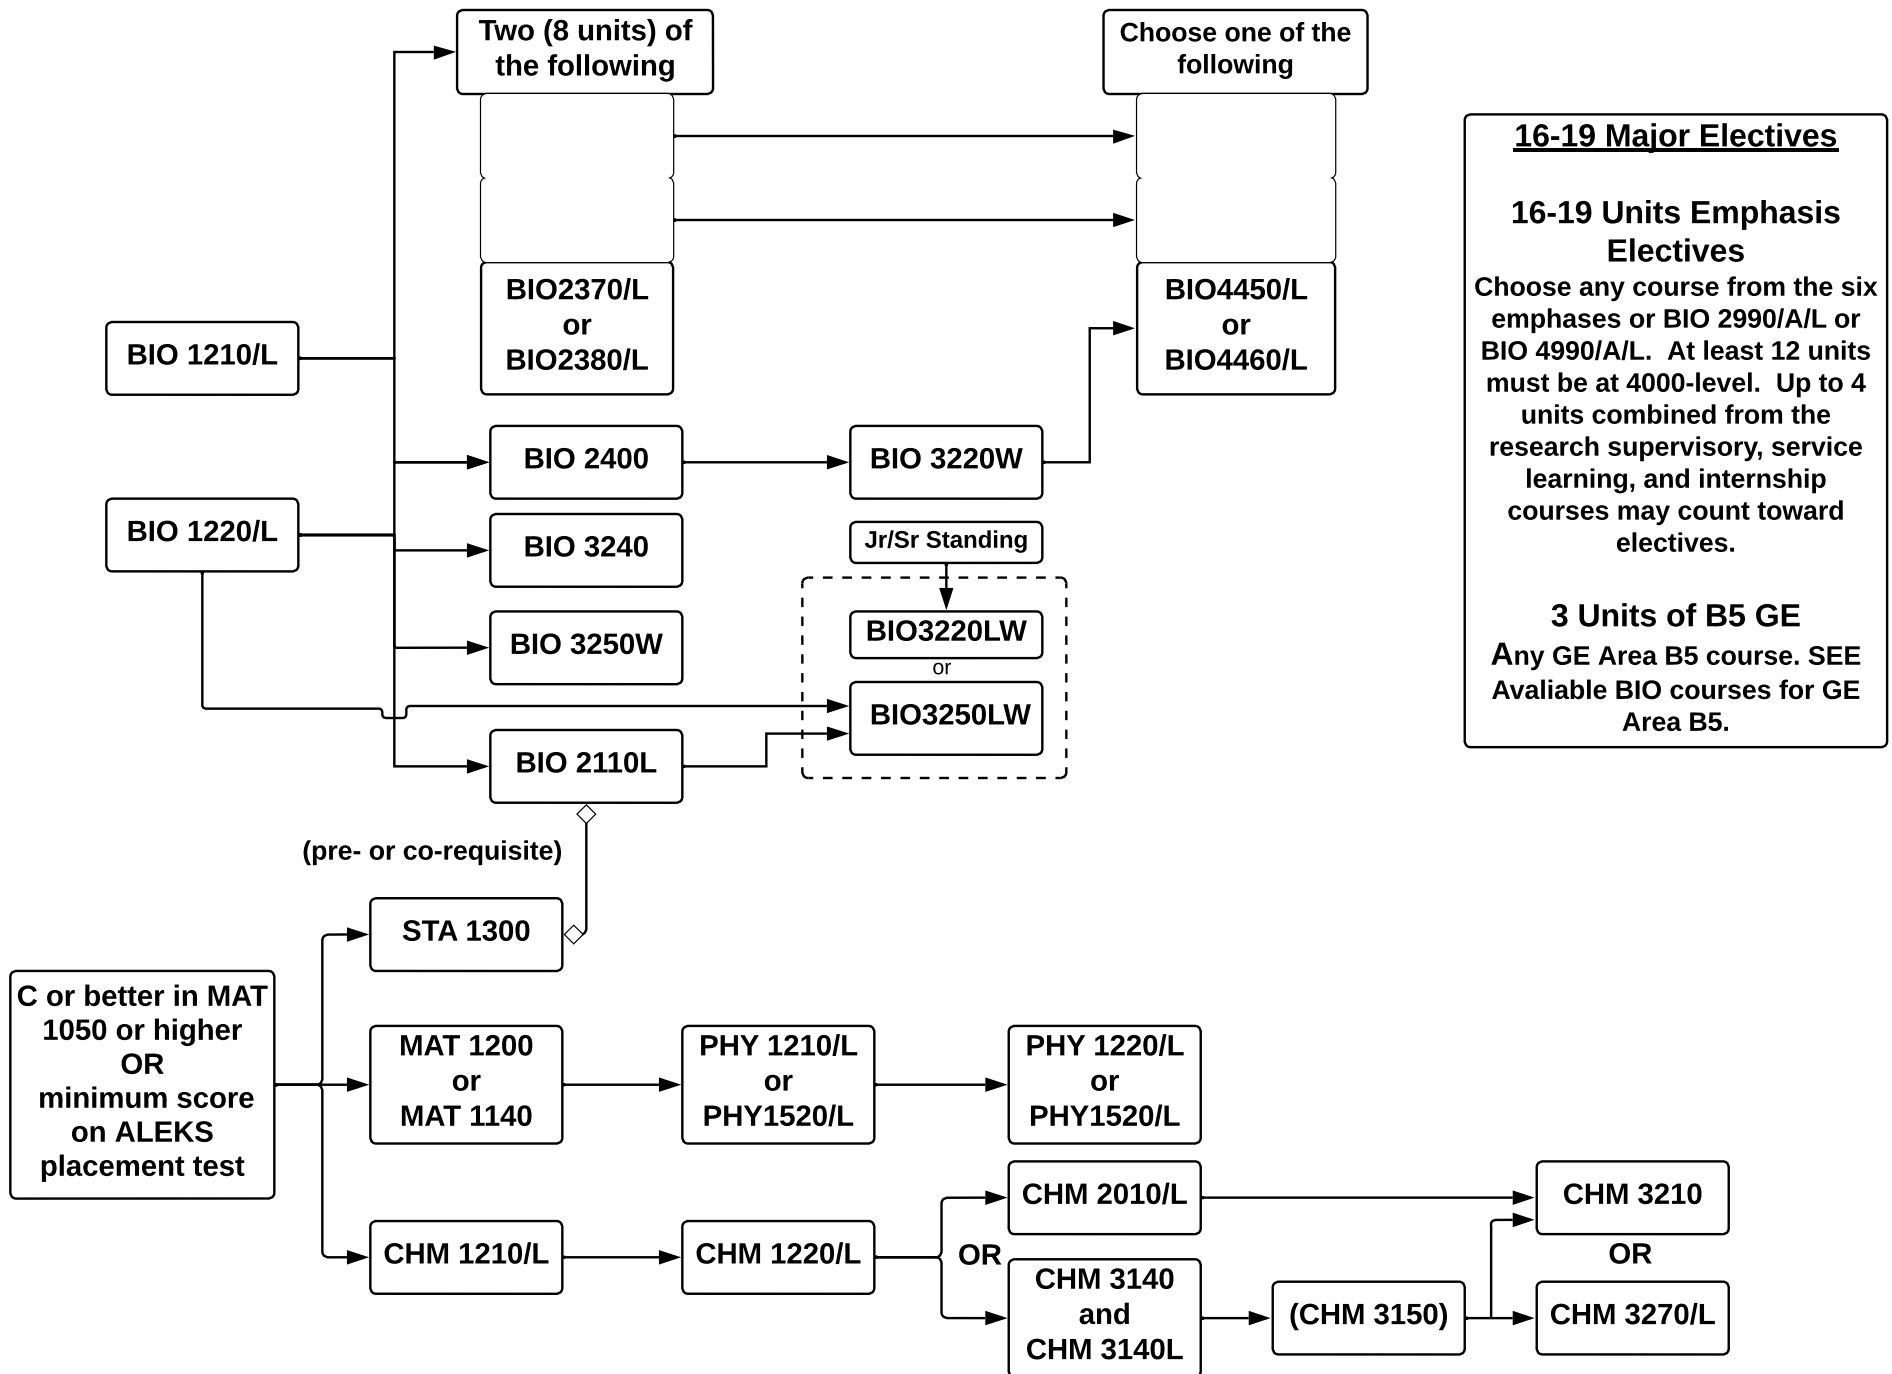 Two (8 units) of
the following
Choose one of the
following
16-19 Major Electives
16-19 Units Emphasis
Electives
Choose any course from the six
emphases or BIO 2990/A/L or
BIO 4990/A/L.  At least 12 units
must be at 4000-level.  Up to 4
units combined from the
research supervisory, service
learning, and internship
courses may count toward
electives.
3 Units of B5 GE
Any GE Area B5 course. SEE
Avaliable BIO courses for GE
Area B5.
BIO2370/L
or
BIO2380/L
BIO4450/L
or
BIO4460/L
BIO 1210/L
BIO 2400
BIO 3220W
BIO 1220/L
BIO 3240
Jr/Sr Standing
BIO3220LW
or
BIO3250LW
BIO 3250W
BIO 2110L
(pre- or co-requisite)
STA 1300
C or better in MAT
1050 or higher
OR
minimum score
on ALEKS
placement test
MAT 1200
or
MAT 1140
PHY 1210/L
or
PHY1520/L
PHY 1220/L
or
PHY1520/L
CHM 1210/L
CHM 1220/L
OR
CHM 2010/L
CHM 3140
and
CHM 3140L
(CHM 3150)
CHM 3210
OR
CHM 3270/L